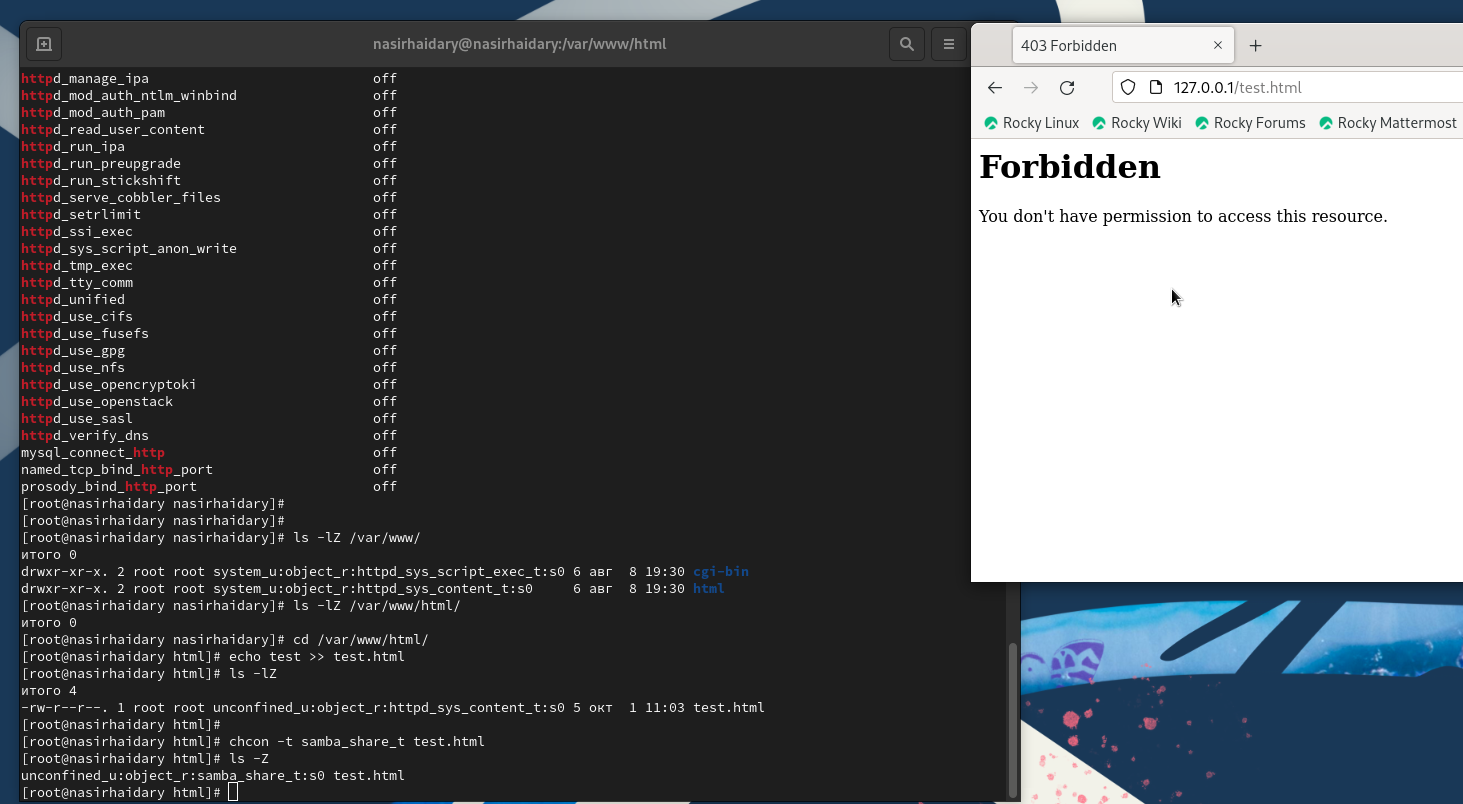 nasirhaidary@nasirhaidary:/var/www/html
httpd_manage_ipa off
httpd_mod_auth_ntlm_winbind off
httpd_mod_auth_pam off
httpd_read_user_content off
httpd_run_ipa off
httpd_run_preupgrade off
httpd_run_stickshift off
httpd_serve_cobbler_files off
httpd_setrlimit off
httpd_ssi_exec off
httpd_sys_script_anon_write off
httpd_tmp_exec off
httpd_tty_comm off
httpd_unified off
httpd_use_cifs off
httpd_use_fusefs off
httpd_use_gpg off
httpd_use_nfs off
httpd_use_opencryptoki off
httpd_use_openstack off
httpd_use_sasl off
httpd_verify_dns off
mysql_connect_http off
named_tcp_bind_http_port off
prosody_bind_http_port off
[root@nasirhaidary nasirhaidary]#
[root@nasirhaidary nasirhaidary]#
[root@nasirhaidary nasirhaidary]# ls -lZ /var/www/
итого 0
drwxr-xr-x. 2 root root system_u:object_r:httpd_sys_script_exec_t:s0 6 авг 8 19:30 cgi-bin
drwxr-xr-x. 2 root root system_u:object_r:httpd_sys_content_t:s0 6 авг 8 19:30 html
[root@nasirhaidary nasirhaidary]# ls -lZ /var/www/html/
итого 0
[root@nasirhaidary nasirhaidary]# cd /var/www/html/
[root@nasirhaidary html]# echo test >> test.html
[root@nasirhaidary html]# ls -lZ
итого 4
-rw-r--r--. 1 root root unconfined_u:object_r:httpd_sys_content_t:s0 5 окт 1 11:03 test.html
[root@nasirhaidary html]#
[root@nasirhaidary html]# chcon -t samba_share_t test.html
[root@nasirhaidary html]# ls -Z
unconfined_u:object_r:samba_share_t:s0 test.html
[root@nasirhaidary html]#
403 Forbidden
127.0.0.1/test.html
Rocky Linux Rocky Wiki Rocky Forums Rocky Mattermost
Forbidden
You don't have permission to access this resource.